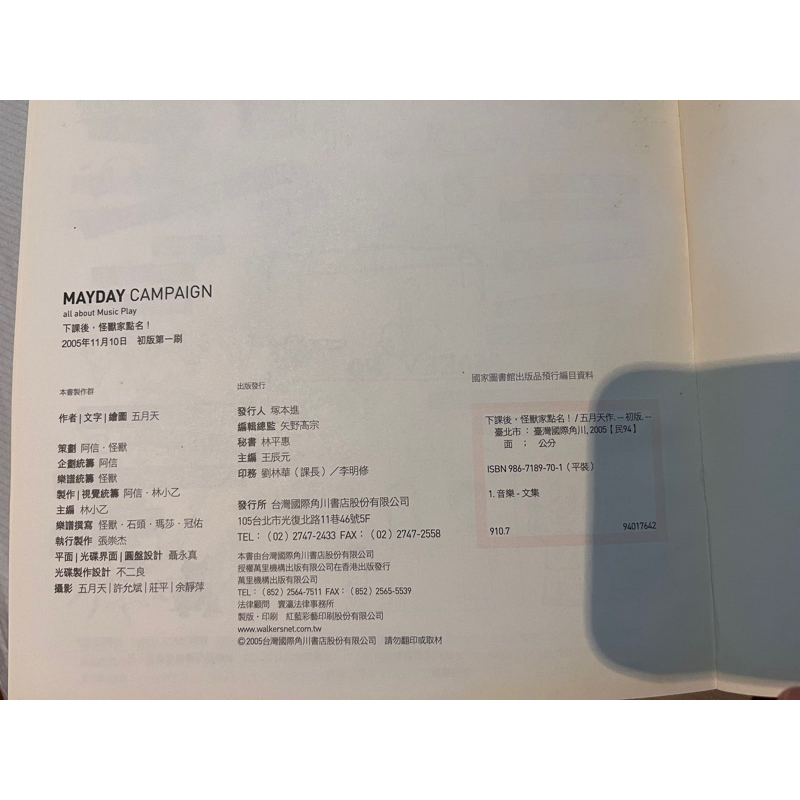 MAYDAY CAMPAIGN
all about Music Play
下課後，怪獸家點名！
2005年11月10日 初版第一刷
本書製作群
作者|文字|繪圖 五月天
策劃 阿信·怪獸
企劃統籌 阿信
樂譜統籌 怪獸
製作|視覺統籌 阿信·林小乙
主編 林小乙
樂譜撰寫 怪獸·石頭·瑪莎·冠佑
執行製作 張崇杰
平面|光碟界面|圓盤設計 聶永真
光碟製作設計 不二良
攝影 五月天|許允斌|莊平|余靜萍
出版發行
發行人 塚本進
編輯總監 矢野高宗
秘書 林平惠
主編 王辰元
印務 劉林華（課長）／李明修
發行所 台灣國際角川書店股份有限公司
105台北市光復北路11巷46號5F
TEL：（02）2747-2433 FAX：（02）2747-2558
本書由台灣國際角川書店股份有限公司
授權萬里機構出版有限公司在香港出版發行
萬里機構出版有限公司
TEL：（852）2564-7511 FAX：（852）2565-5539
法律顧問 寰瀛法律事務所
製版·印刷 紅藍彩藝印刷股份有限公司
www.walkersnet.com.tw
©2005台灣國際角川書店股份有限公司 請勿翻印或取材
國家圖書館出版品預行編目資料
下課後，怪獸家點名！/五月天作.--初版.--
臺北市：臺灣國際角川,2005【民94】
面 ； 公分
ISBN 986-7189-70-1（平裝）
1.音樂-文集
910.7 94017642